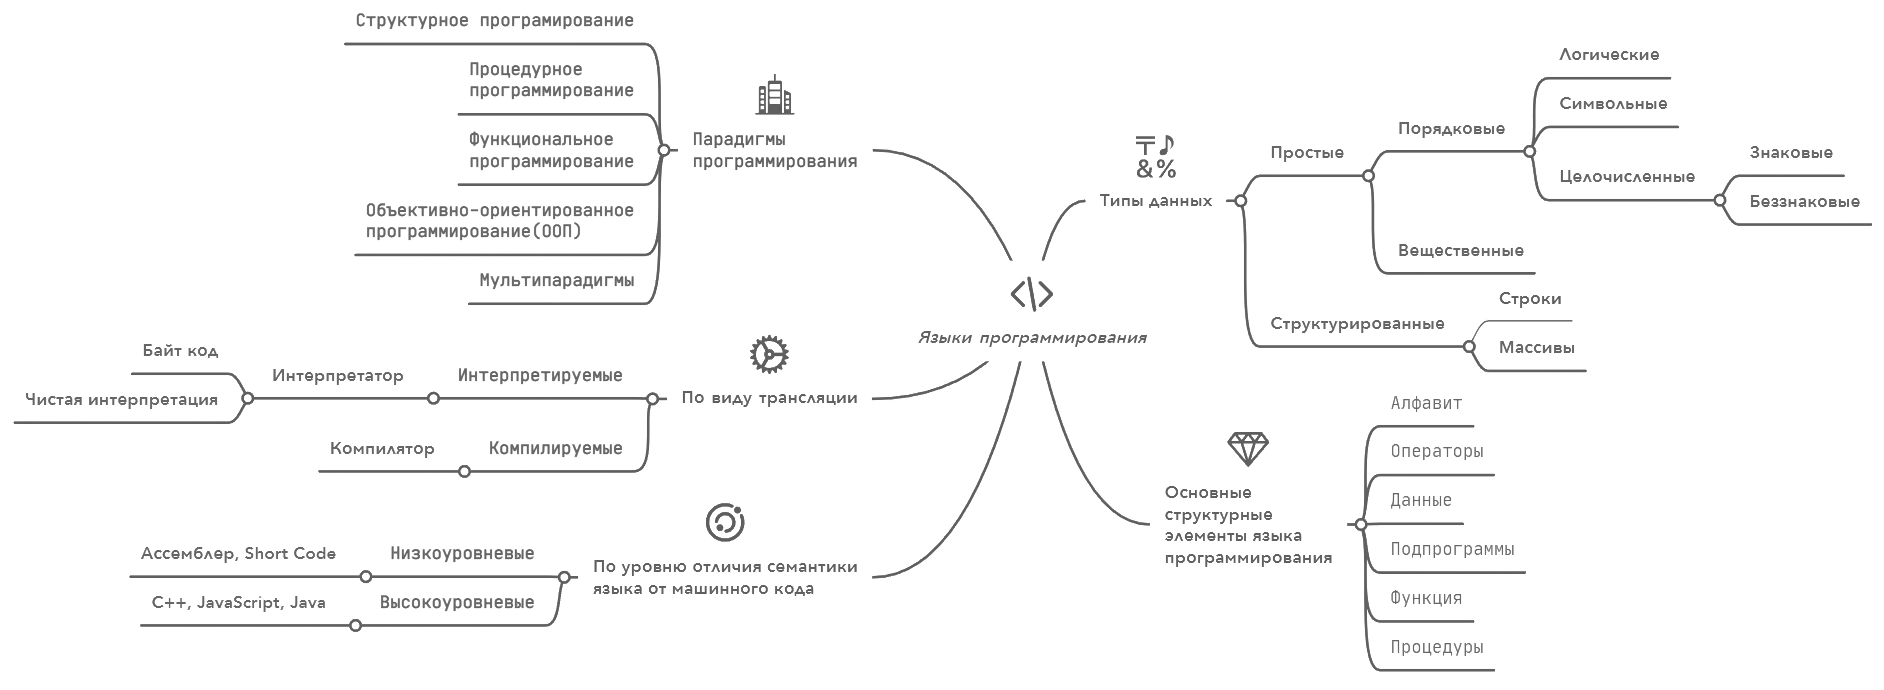 Структурное програмирование
Процедурное
программирование
Функциональное
программирование
Объективно-ориентированное
программирование(ООП)
Мультипарадигмы
Парадигмы
программирования
Байт код
Чистая интерпретация
Интерпретатор
Интерпретируемые
Компилятор
Компилируемые
По виду трансляции
Ассемблер, Short Code
Низкоуровневые
C++, JavaScript, Java
Высокоуровневые
По уровню отличия семантики
языка от машинного кода
</>
Языки программирования
&%
Типы данных
Простые
Порядковые
Логические
Символьные
Целочисленные
Знаковые
Беззнаковые
Вещественные
Структурированные
Строки
Массивы
Основные
структурные
элементы языка
программирования
Алфавит
Операторы
Данные
Подпрограммы
Функция
Процедуры